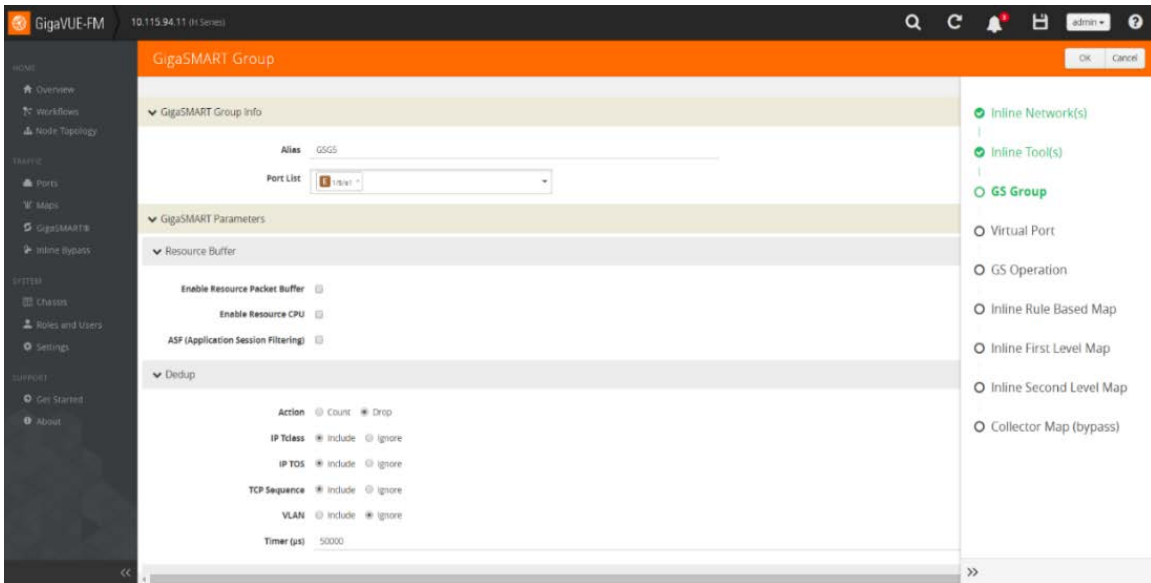 GigaVUE-FM
10.115.94.11 (H Series)
admin
GigaSMART Group
OK
Cancel
HOME
Overview
Workflows
Node Topology
TRAFFIC
Ports
Maps
GigaSMART®
Inline Bypass
SYSTEM
Chassis
Roles and Users
Settings
SUPPORT
Get Started
About
GigaSMART Group Info
Alias GSG5
Port List E
GigaSMART Parameters
Resource Buffer
Enable Resource Packet Buffer
Enable Resource CPU
ASF (Application Session Filtering)
Dedup
Action Count Drop
IP Tclass Include Ignore
IP TOS Include Ignore
TCP Sequence Include Ignore
VLAN Include Ignore
Timer (µs) 50000
Inline Network(s)
Inline Tool(s)
GS Group
Virtual Port
GS Operation
Inline Rule Based Map
Inline First Level Map
Inline Second Level Map
Collector Map (bypass)